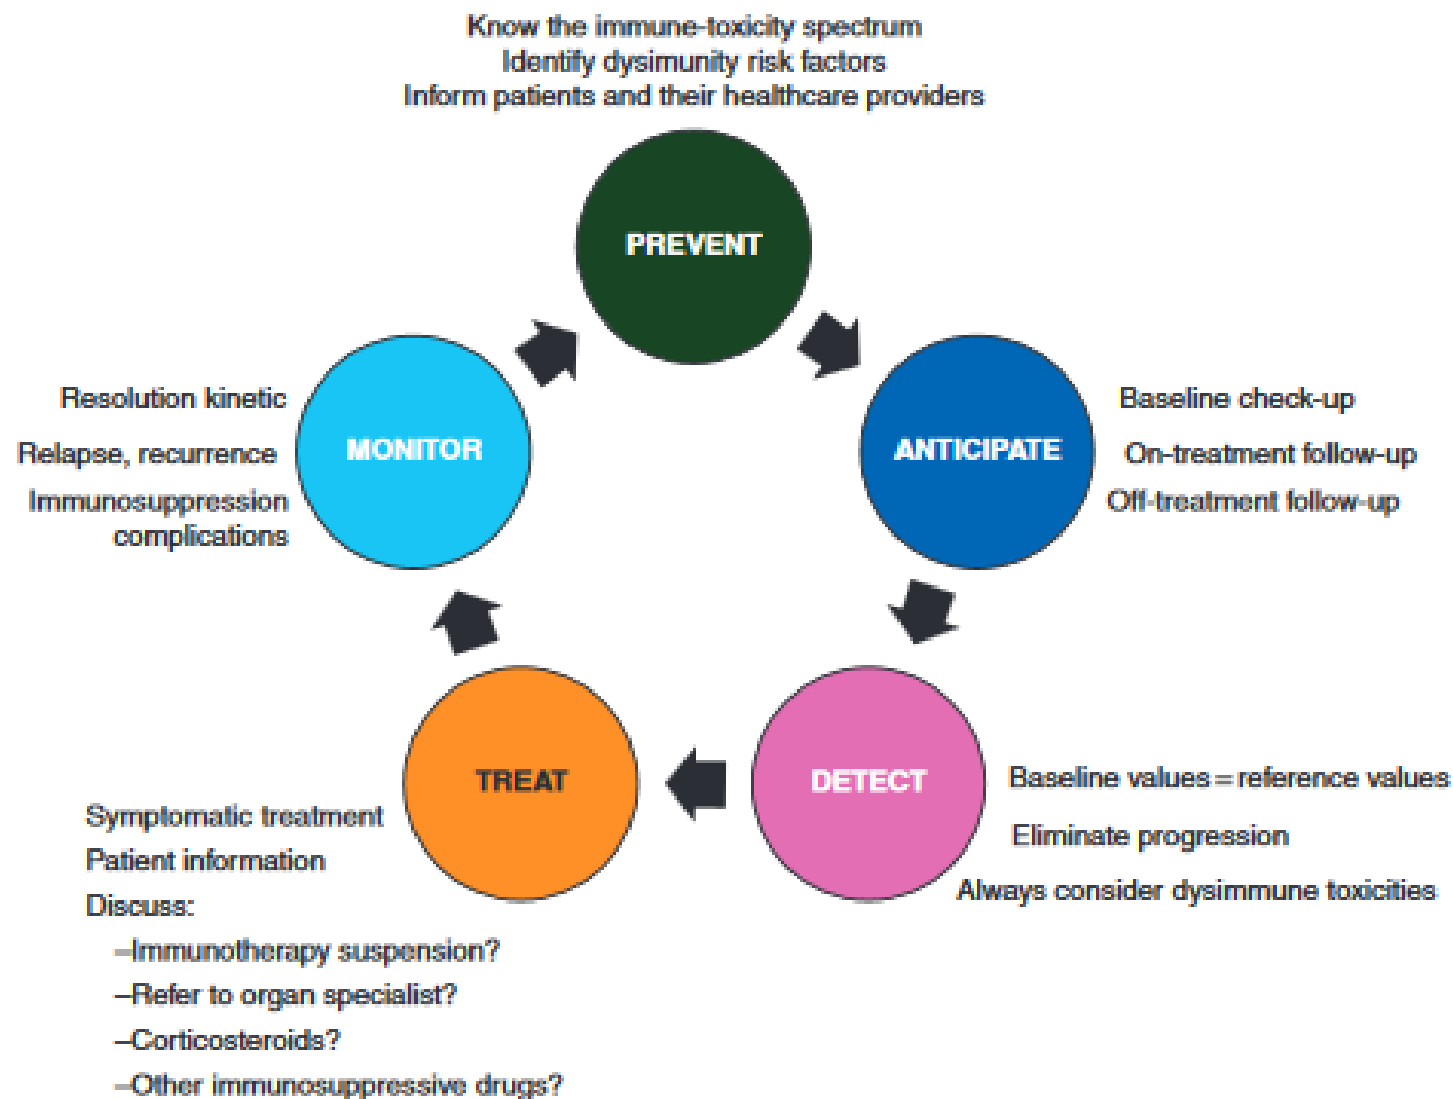 Know the immune-toxicity spectrum
Identify dysimunity risk factors
Inform patients and their healthcare providers
PREVENT
ANTICIPATE
Baseline check-up
On-treatment follow-up
Off-treatment follow-up
DETECT
Baseline values=reference values
Eliminate progression
Always consider dysimmune toxicities
TREAT
Symptomatic treatment
Patient information
Discuss:
–Immunotherapy suspension?
–Refer to organ specialist?
–Corticosteroids?
–Other immunosuppressive drugs?
MONITOR
Resolution kinetic
Relapse, recurrence
Immunosuppression
complications